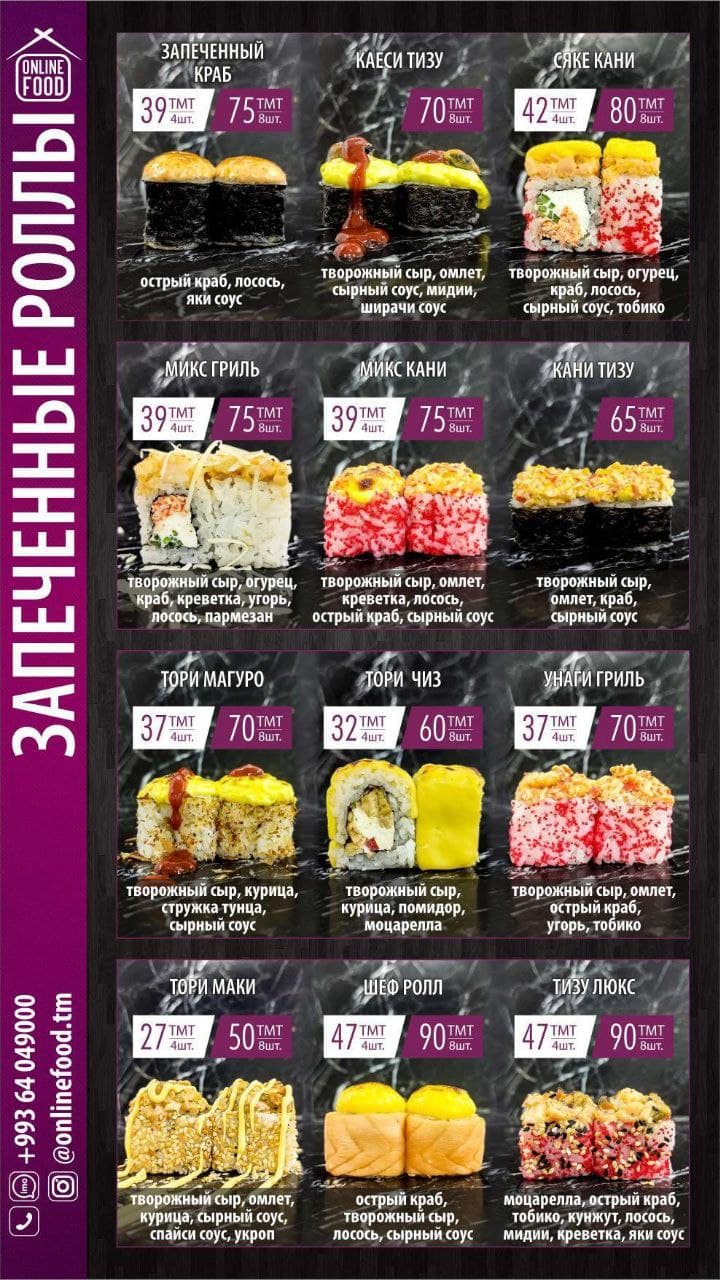 ONLINE
FOOD
ЗАПЕЧЕННЫЕ РОЛЛЫ
+993 64 049000
imo
@onlinefood.tm
ЗАПЕЧЕННЫЙ
КРАБ
39 ТМТ 4шт. 75 ТМТ 8шт.
острый краб, лосось,
яки соус
КАЕСИ ТИЗУ
70 ТМТ 8шт.
творожный сыр, омлет,
сырный соус, мидии,
ширачи соус
СЯКЕ КАНИ
42 ТМТ 4шт. 80 ТМТ 8шт.
творожный сыр, огурец,
краб, лосось,
сырный соус, тобико
МИКС ГРИЛЬ
39 ТМТ 4шт. 75 ТМТ 8шт.
творожный сыр, огурец,
краб, креветка, угорь,
лосось, пармезан
МИКС КАНИ
39 ТМТ 4шт. 75 ТМТ 8шт.
творожный сыр, омлет,
креветка, лосось,
острый краб, сырный соус
КАНИ ТИЗУ
65 ТМТ 8шт.
творожный сыр,
омлет, краб,
сырный соус
ТОРИ МАГУРО
37 ТМТ 4шт. 70 ТМТ 8шт.
творожный сыр, курица,
стружка тунца,
сырный соус
ТОРИ ЧИЗ
32 ТМТ 4шт. 60 ТМТ 8шт.
творожный сыр,
курица, помидор,
моцарелла
УНАГИ ГРИЛЬ
37 ТМТ 4шт. 70 ТМТ 8шт.
творожный сыр, омлет,
острый краб,
угорь, тобико
ТОРИ МАКИ
27 ТМТ 4шт. 50 ТМТ 8шт.
творожный сыр, омлет,
курица, сырный соус,
спайси соус, укроп
ШЕФ РОЛЛ
47 ТМТ 4шт. 90 ТМТ 8шт.
острый краб,
творожный сыр,
лосось, сырный соус
ТИЗУ ЛЮКС
47 ТМТ 4шт. 90 ТМТ 8шт.
моцарелла, острый краб,
тобико, кунжут, лосось,
мидии, креветка, яки соус